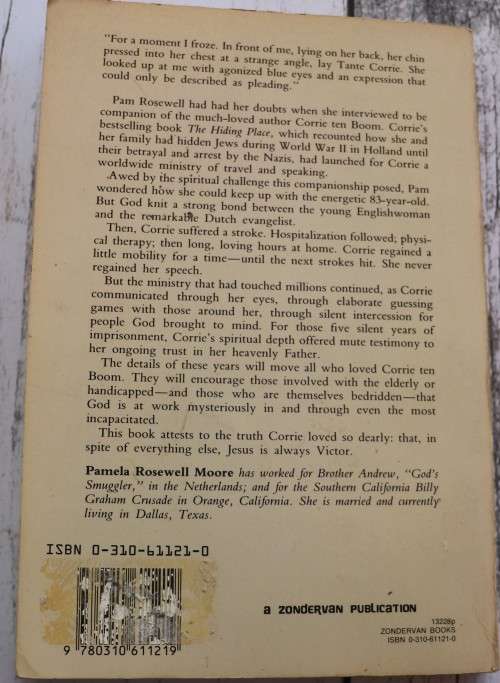 "For a moment I froze. In front of me, lying on her back, her chin
pressed into her chest at a strange angle, lay Tante Corrie. She
looked up at me with agonized blue eyes and an expression that
could only be described as pleading."
Pam Rosewell had had her doubts when she interviewed to be
companion of the much-loved author Corrie ten Boom. Corrie's
bestselling book The Hiding Place, which recounted how she and
her family had hidden Jews during World War II in Holland until
their betrayal and arrest by the Nazis, had launched for Corrie a
worldwide ministry of travel and speaking.
Awed by the spiritual challenge this companionship posed, Pam
wondered how she could keep up with the energetic 83-year-old.
But God knit a strong bond between the young Englishwoman
and the remarkable Dutch evangelist.
Then, Corrie suffered a stroke. Hospitalization followed; physi-
cal therapy; then long, loving hours at home. Corrie regained a
little mobility for a time—until the next strokes hit. She never
regained her speech.
But the ministry that had touched millions continued, as Corrie
communicated through her eyes, through elaborate guessing
games with those around her, through silent intercession for
people God brought to mind. For those five silent years of
imprisonment, Corrie's spiritual depth offered mute testimony to
her ongoing trust in her heavenly Father.
The details of these years will move all who loved Corrie ten
Boom. They will encourage those involved with the elderly or
handicapped—and those who are themselves bedridden—that
God is at work mysteriously in and through even the most
incapacitated.
This book attests to the truth Corrie loved so dearly: that, in
spite of everything else, Jesus is always Victor.
Pamela Rosewell Moore has worked for Brother Andrew, "God's
Smuggler," in the Netherlands; and for the Southern California Billy
Graham Crusade in Orange, California. She is married and currently
living in Dallas, Texas.
ISBN 0-310-61121-0
9 780310 611219
a ZONDERVAN PUBLICATION
13228p
ZONDERVAN BOOKS
ISBN 0-310-61121-0